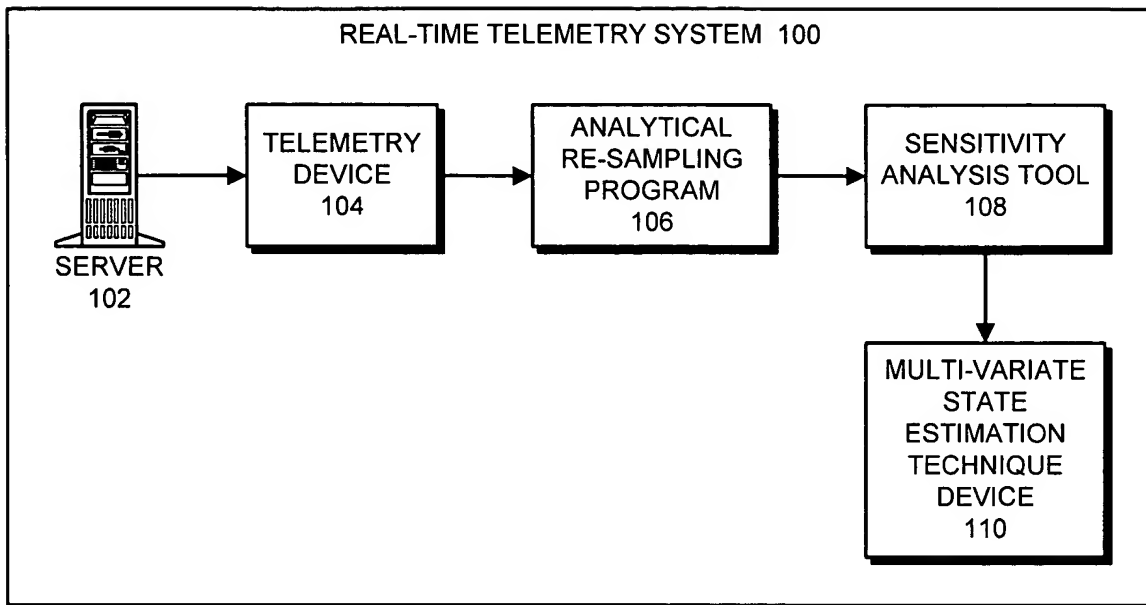 REAL-TIME TELEMETRY SYSTEM 100
SERVER
102
TELEMETRY
DEVICE
104
ANALYTICAL
RE-SAMPLING
PROGRAM
106
SENSITIVITY
ANALYSIS TOOL
108
MULTI-VARIATE
STATE
ESTIMATION
TECHNIQUE
DEVICE
110